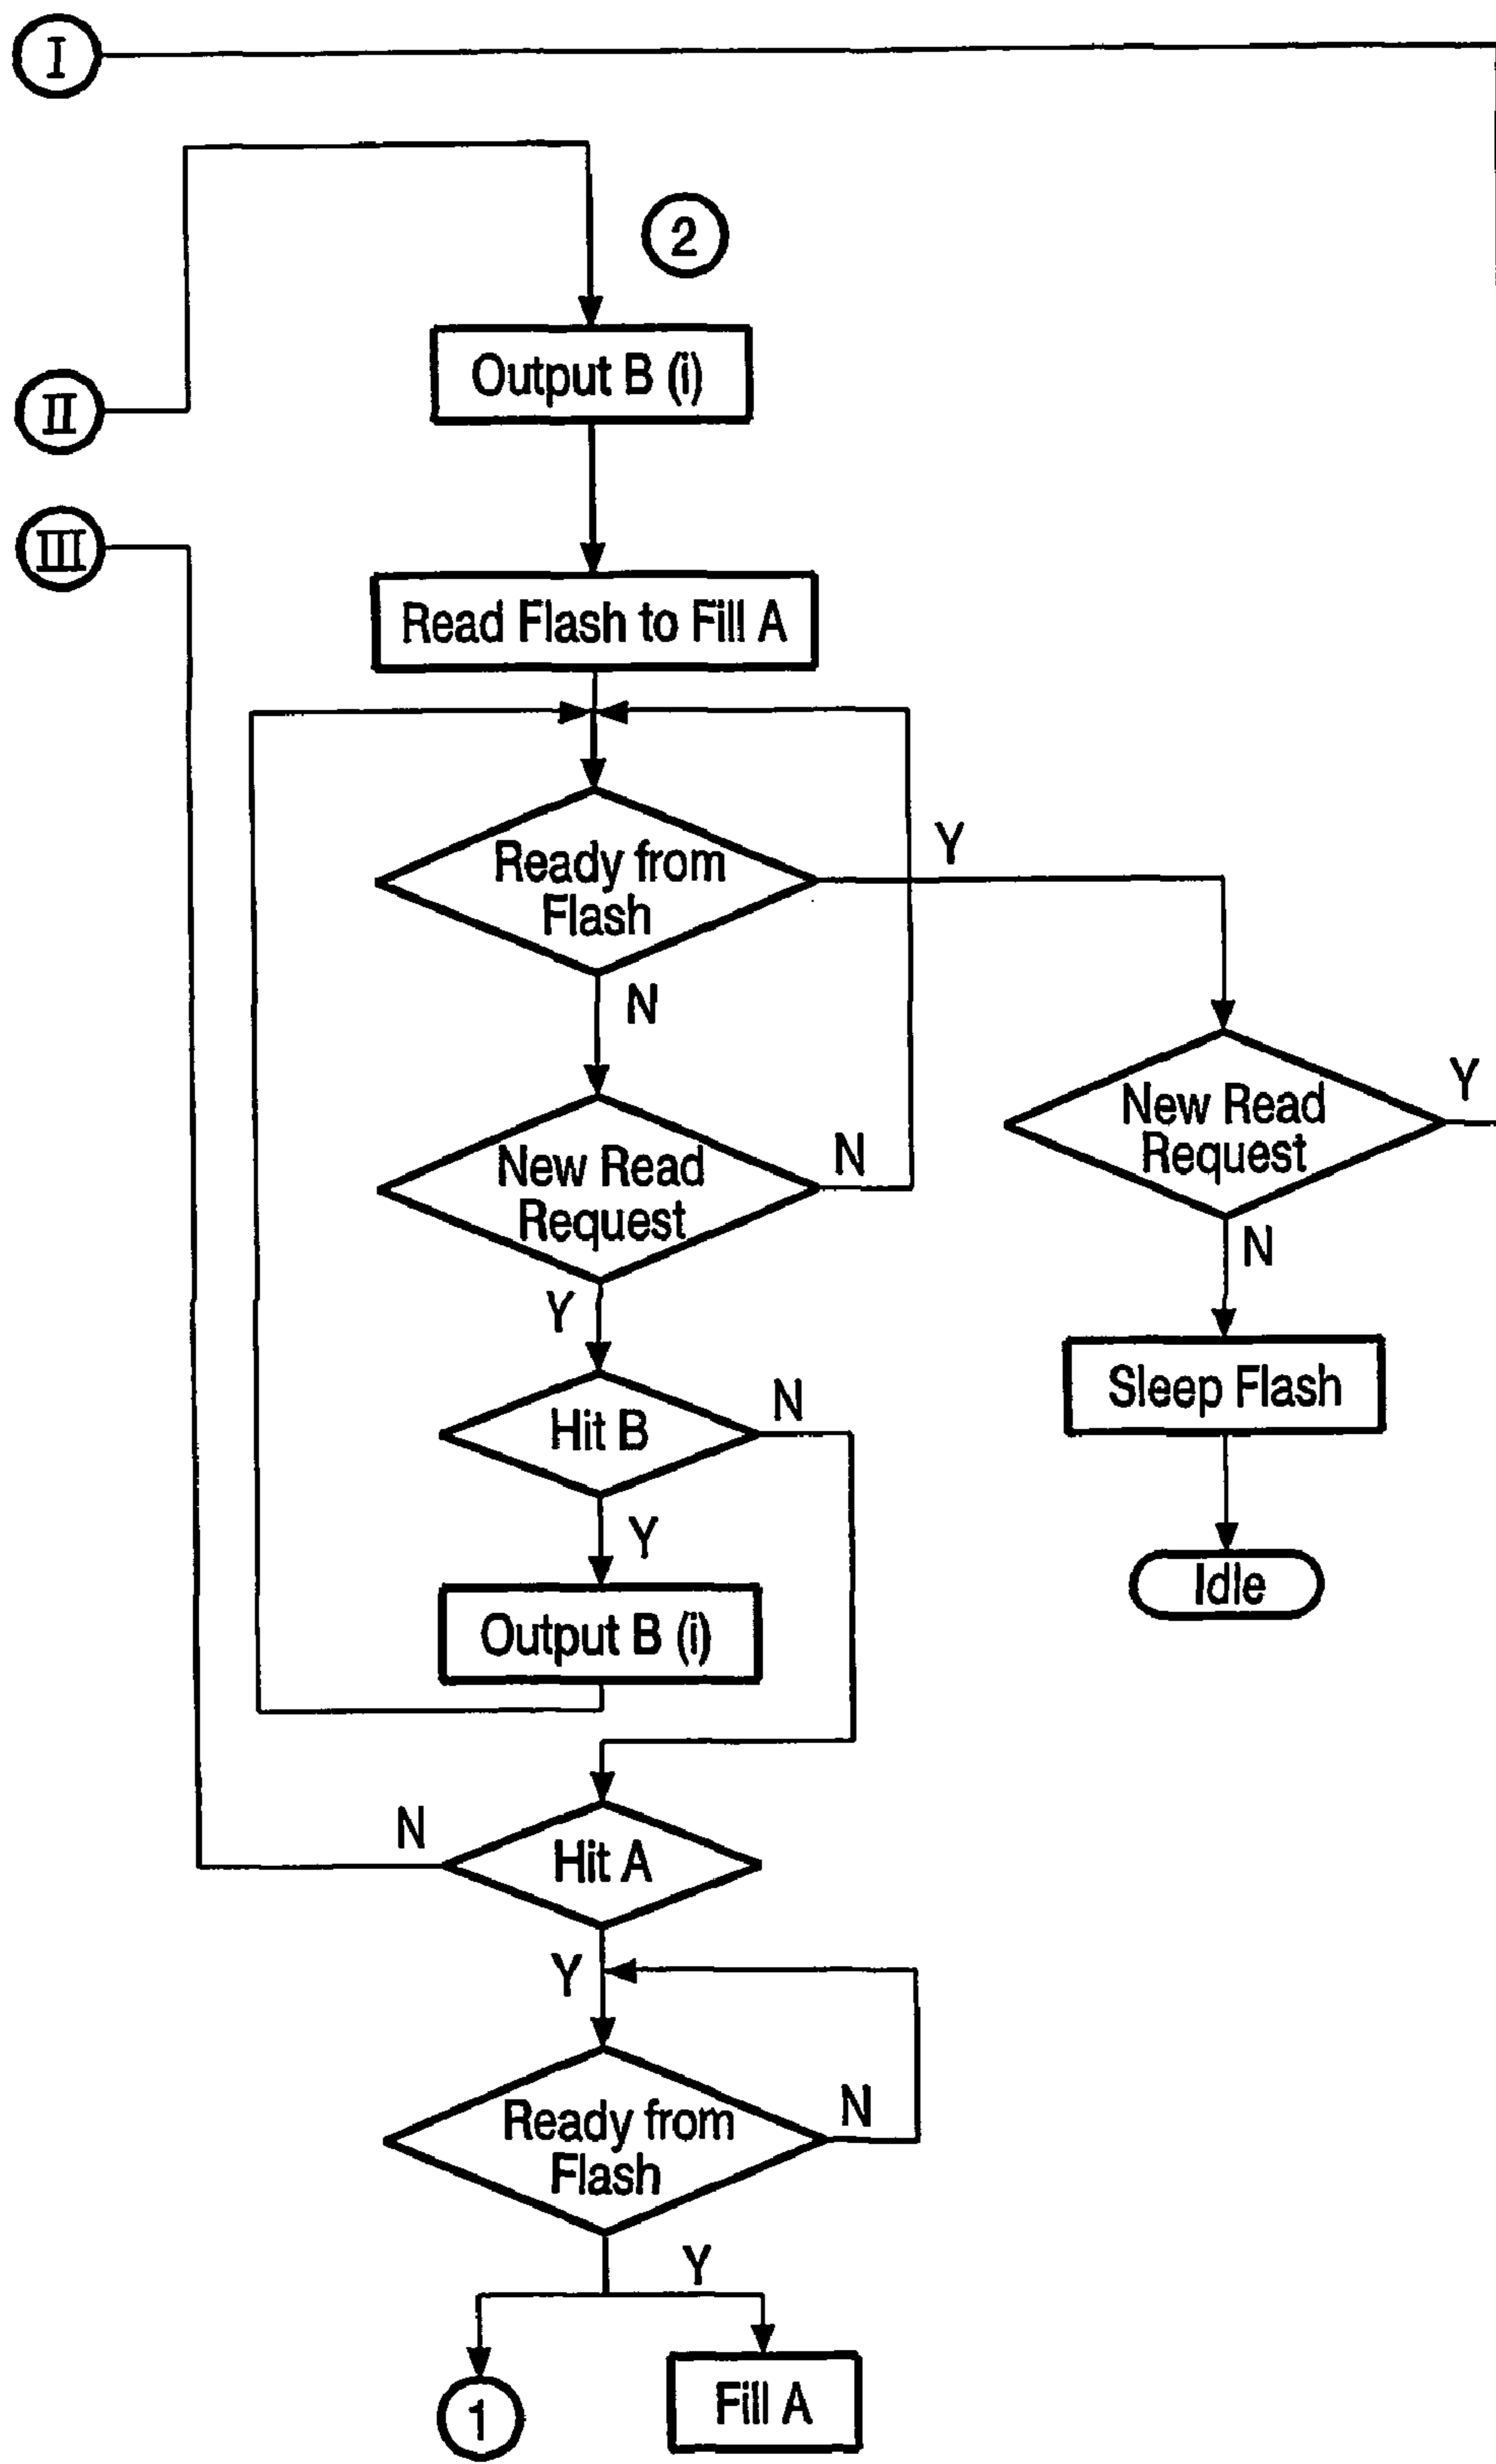 I
2
Output B (i)
II
III
Read Flash to Fill A
Ready from
Flash
Y
N
New Read
Request
N
New Read
Request
Y
Y
N
Hit B
N
Sleep Flash
Y
Idle
Output B (i)
N
Hit A
Y
Ready from
Flash
N
Y
1
Fill A